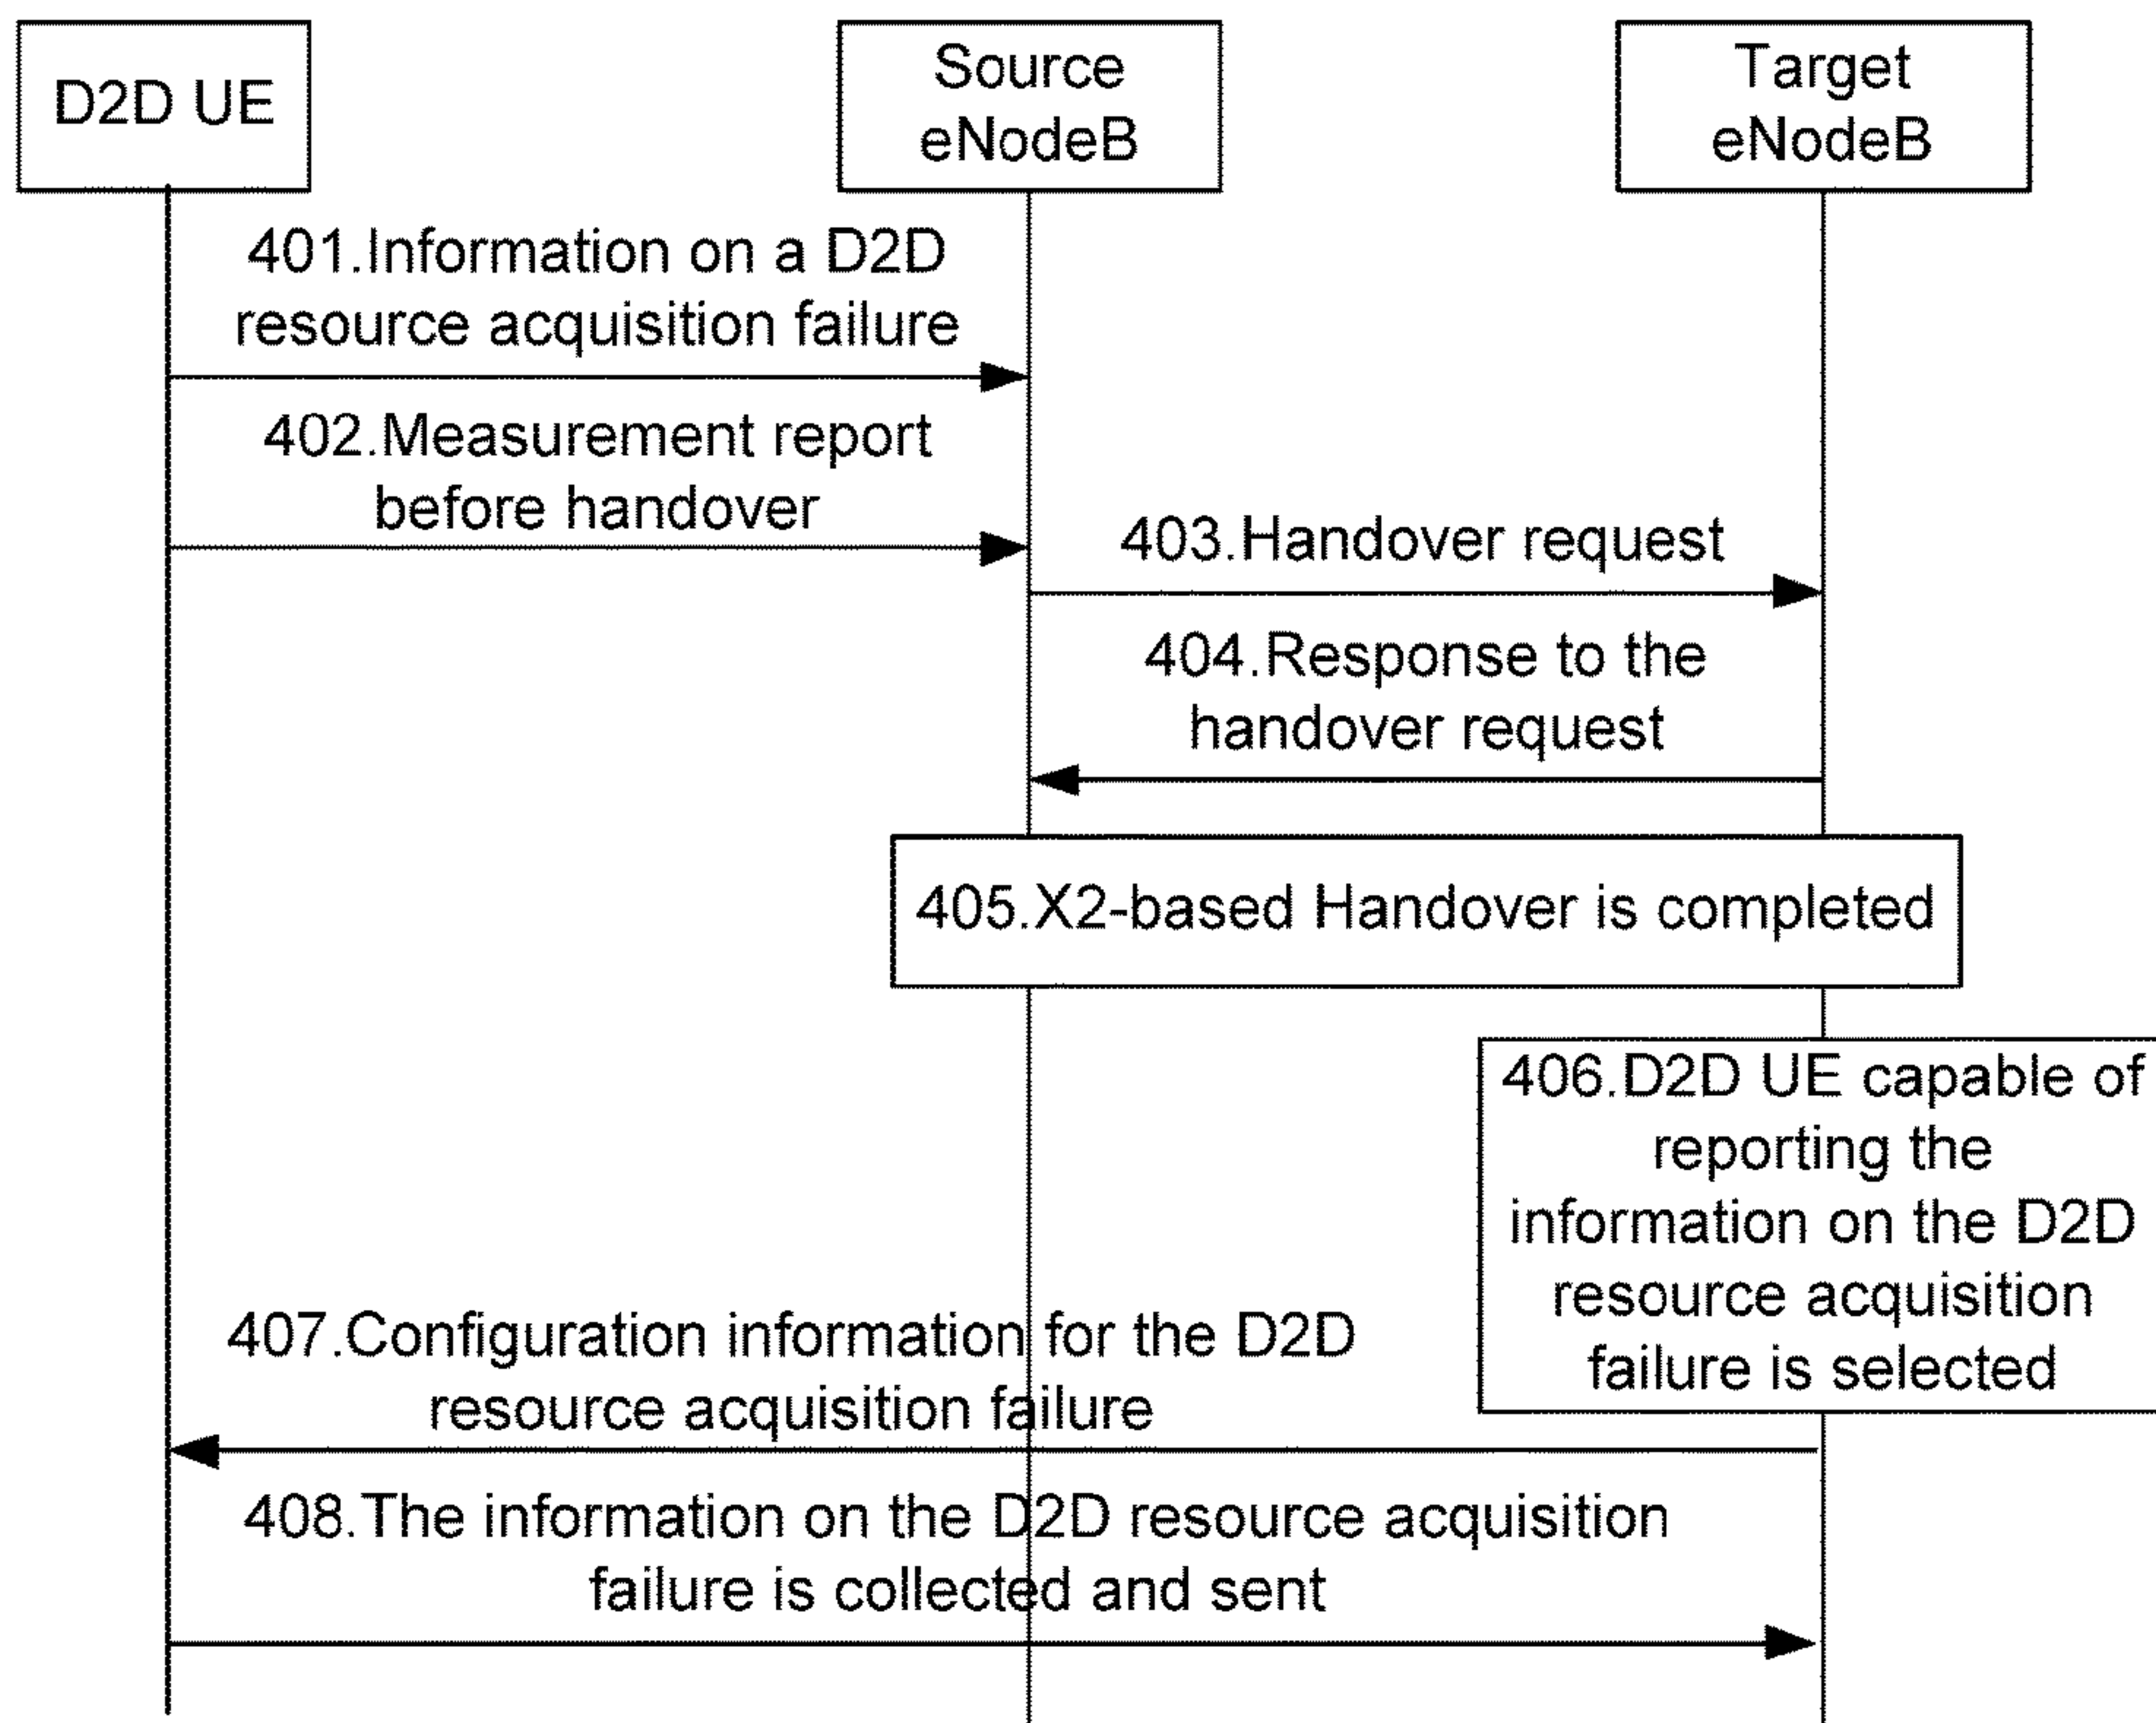 D2D UE
Source
eNodeB
Target
eNodeB
401.Information on a D2D
resource acquisition failure
402.Measurement report
before handover
403.Handover request
404.Response to the
handover request
405.X2-based Handover is completed
406.D2D UE capable of
reporting the
information on the D2D
resource acquisition
failure is selected
407.Configuration information for the D2D
resource acquisition failure
408.The information on the D2D resource acquisition
failure is collected and sent